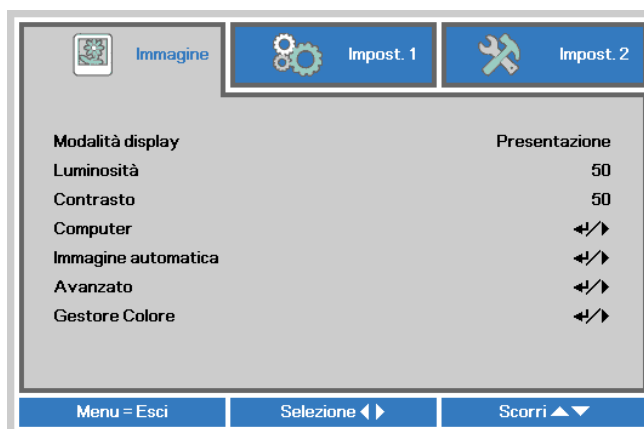 Immagine Impost. 1 Impost. 2
Modalità display Presentazione
Luminosità 50
Contrasto 50
Computer ↵/▶
Immagine automatica ↵/▶
Avanzato ↵/▶
Gestore Colore ↵/▶
Menu = Esci Selezione ◀▶ Scorri ▲▼